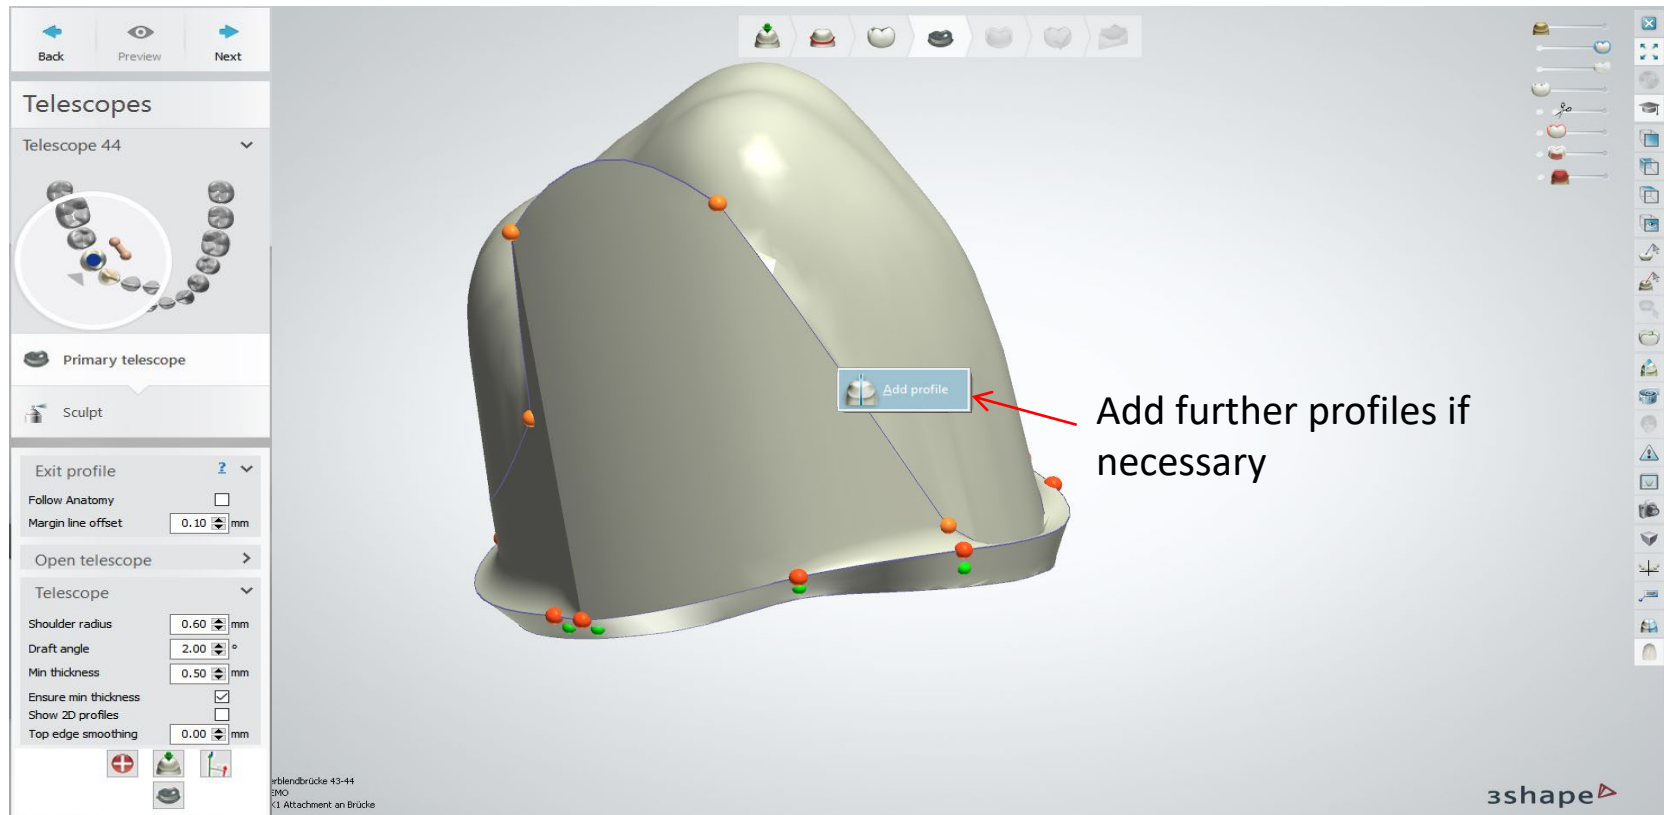 Back
Preview
Next
Telescopes
Telescope 44
Primary telescope
Sculpt
Exit profile ?
Follow Anatomy
Margin line offset 0.10 mm
Open telescope
Telescope
Shoulder radius 0.60 mm
Draft angle 2.00 °
Min thickness 0.50 mm
Ensure min thickness
Show 2D profiles
Top edge smoothing 0.00 mm
Add profile
Add further profiles if
necessary
erblendbrücke 43-44
EMO
K1 Attachment an Brücke
3shape